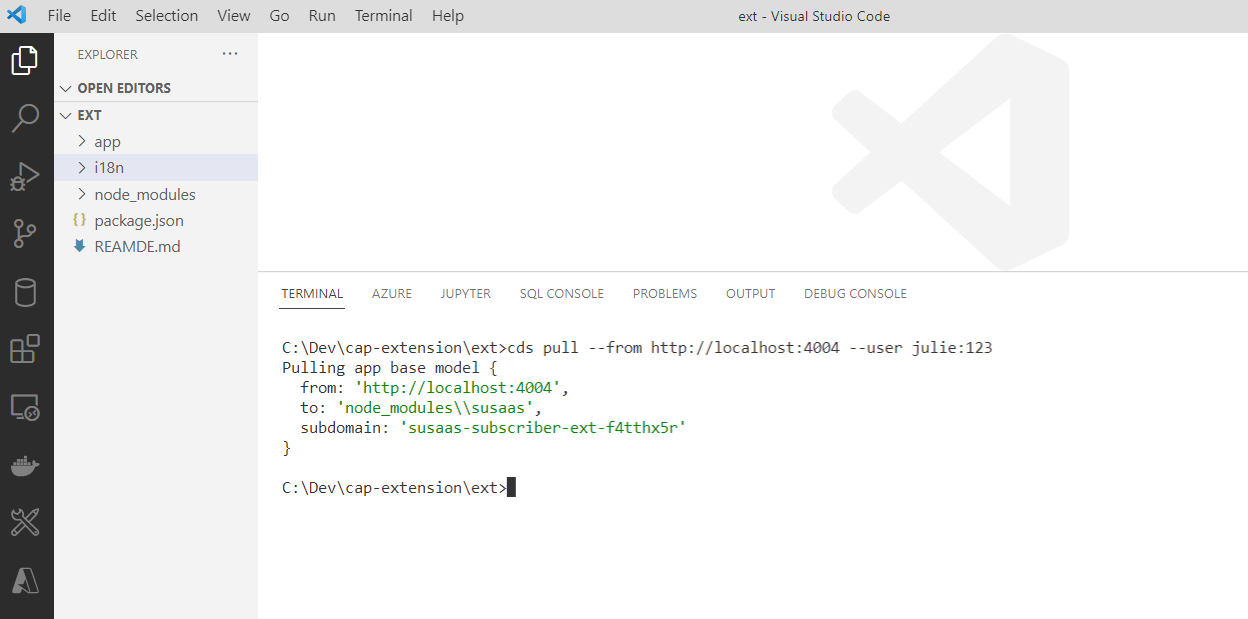 File Edit Selection View Go Run Terminal Help ext - Visual Studio Code
EXPLORER ···
OPEN EDITORS
EXT
app
i18n
node_modules
{} package.json
REAMDE.md
TERMINAL AZURE JUPYTER SQL CONSOLE PROBLEMS OUTPUT DEBUG CONSOLE
C:\Dev\cap-extension\ext>cds pull --from http://localhost:4004 --user julie:123
Pulling app base model {
  from: 'http://localhost:4004',
  to: 'node_modules\\susaas',
  subdomain: 'susaas-subscriber-ext-f4tthx5r'
}
C:\Dev\cap-extension\ext>